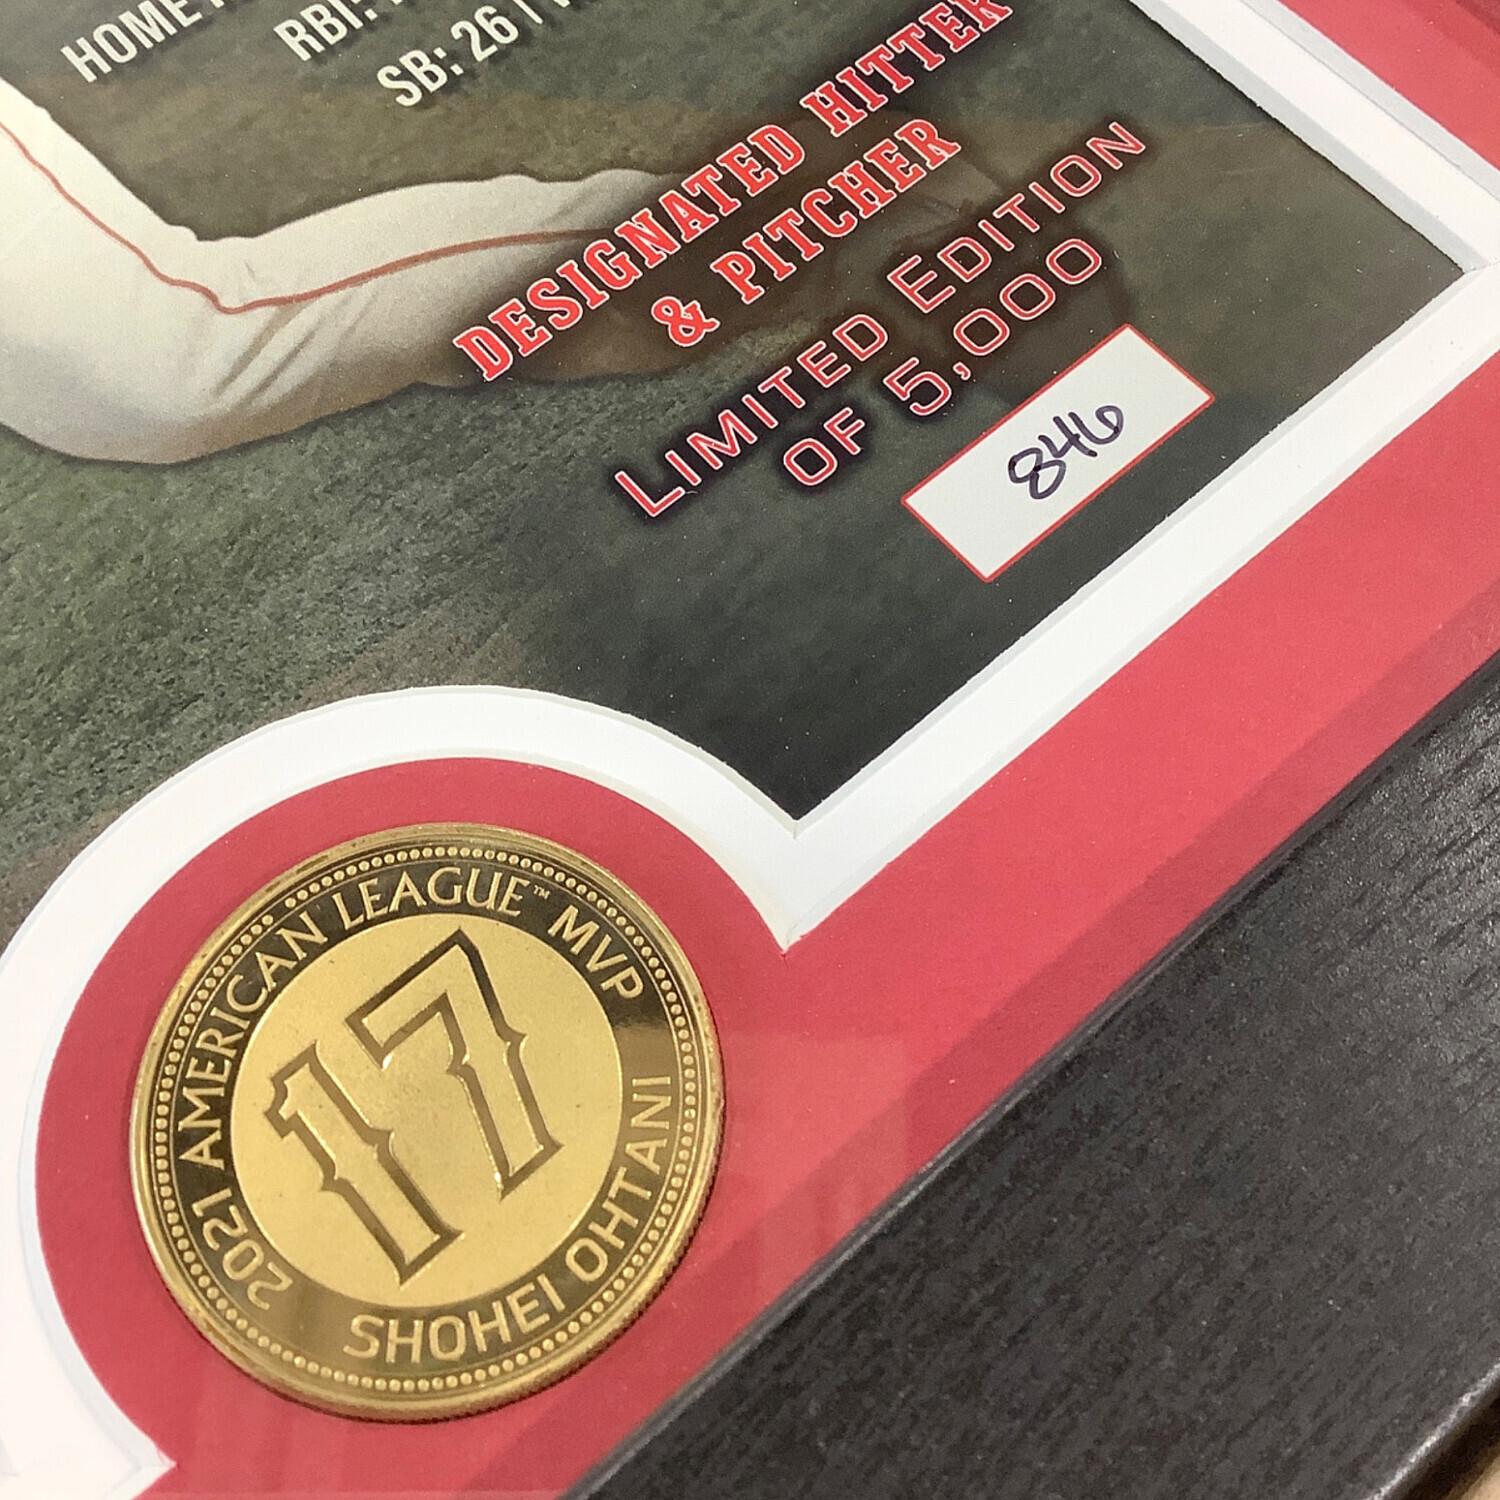 RBI:
SB: 26 |
DESIGNATED HITTER
& PITCHER
LIMITED EDITION
OF 5,000
846
2021 AMERICAN LEAGUE™ MVP
17
SHOHEI OHTANI